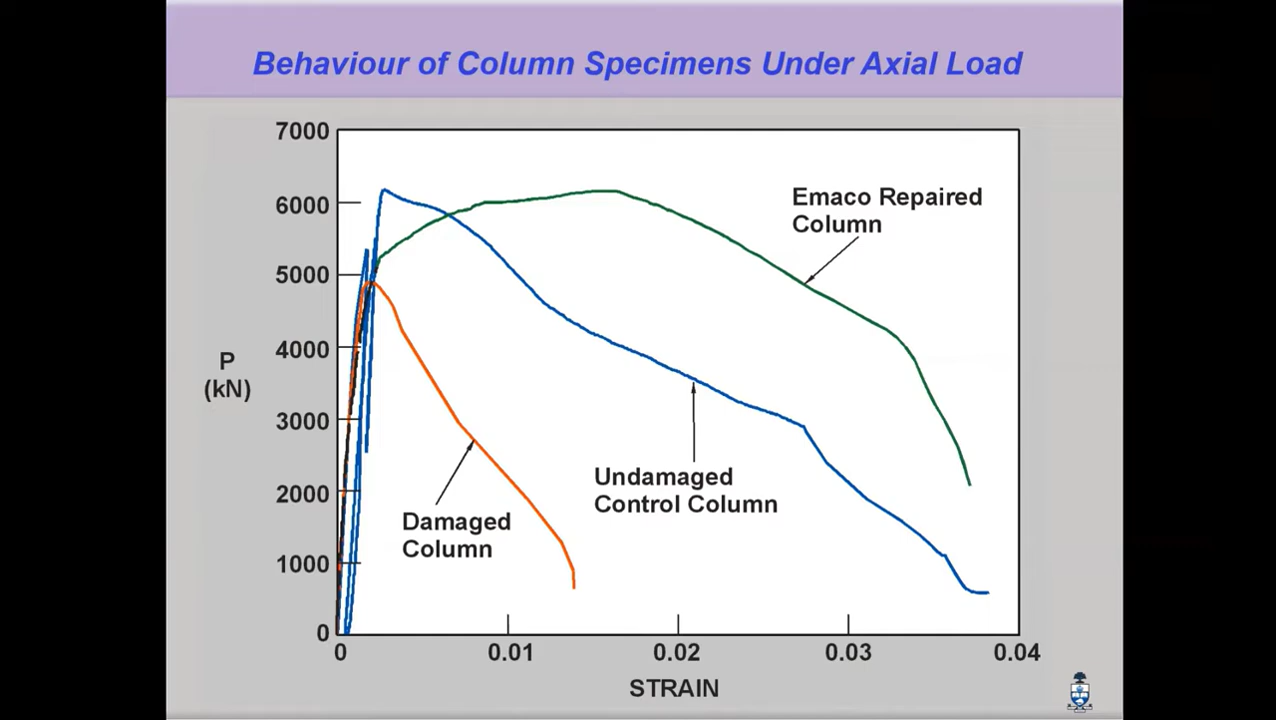 Behaviour of Column Specimens Under Axial Load
7000
6000
5000
4000
3000
2000
1000
0
P
(kN)
Emaco Repaired
Column
Undamaged
Control Column
Damaged
Column
0
0.01
0.02
0.03
0.04
STRAIN